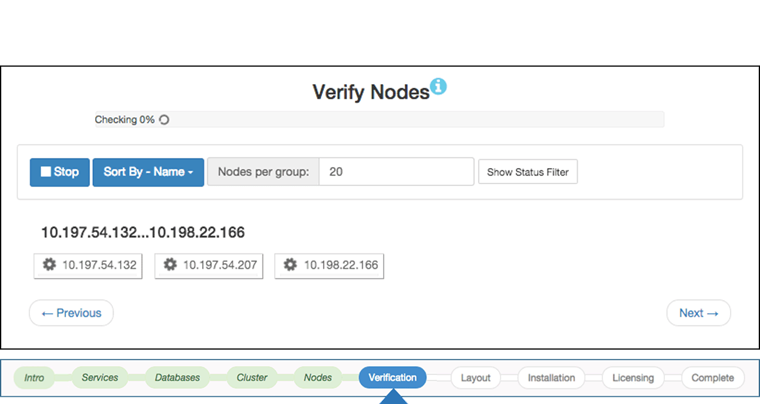 Verify Nodes
Checking 0%
Stop Sort By - Name Nodes per group: 20 Show Status Filter
10.197.54.132...10.198.22.166
10.197.54.132 10.197.54.207 10.198.22.166
← Previous Next →
Intro Services Databases Cluster Nodes Verification Layout Installation Licensing Complete